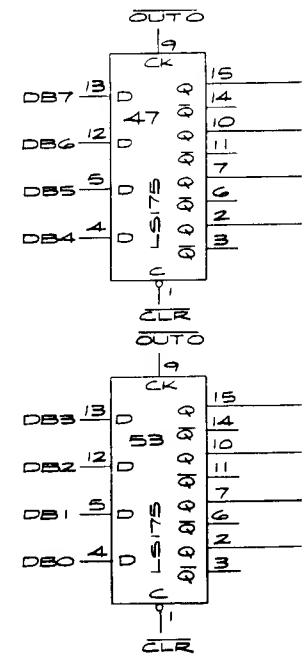 OUTO
9
CK
15
DB7 13 D Q
14
47 Q
10
DB6 12 D Q
11
Q
7
DB5 5 D Q
6
LS175 Q
2
DB4 4 D Q
3
Q
C
1
CLR
OUTO
9
CK
15
DB3 13 D Q
14
53 Q
10
DB2 12 D Q
11
Q
7
DB1 5 D Q
6
LS175 Q
2
DB0 4 D Q
3
Q
C
1
CLR